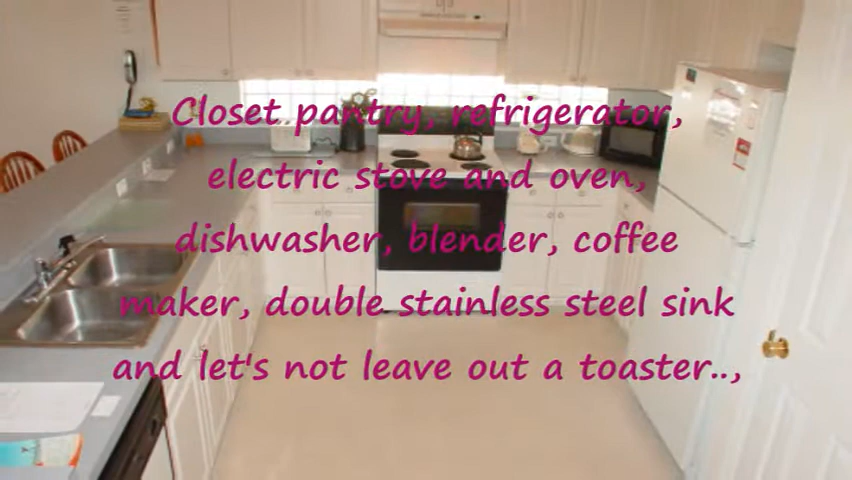 Closet pantry, refrigerator,
electric stove and oven,
dishwasher, blender, coffee
maker, double stainless steel sink
and let's not leave out a toaster..,